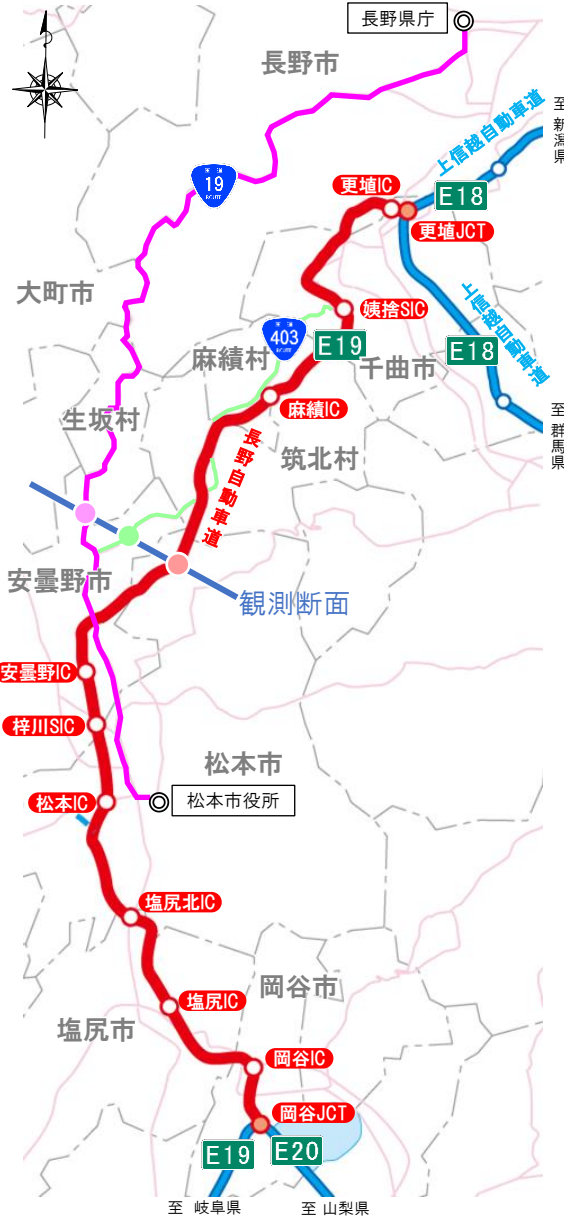 長野県庁
長野市
至 新潟県
上信越自動車道
国道
19
ROUTE
更埴IC
E18
更埴JCT
大町市
姨捨SIC
上信越自動車道
403
ROUTE
E19
E18
麻績村
千曲市
麻績IC
至 群馬県
生坂村
長野自動車道
筑北村
安曇野市
観測断面
安曇野IC
梓川SIC
松本市
松本IC
松本市役所
塩尻北IC
岡谷市
塩尻IC
塩尻市
岡谷IC
岡谷JCT
E19
E20
至 岐阜県
至 山梨県